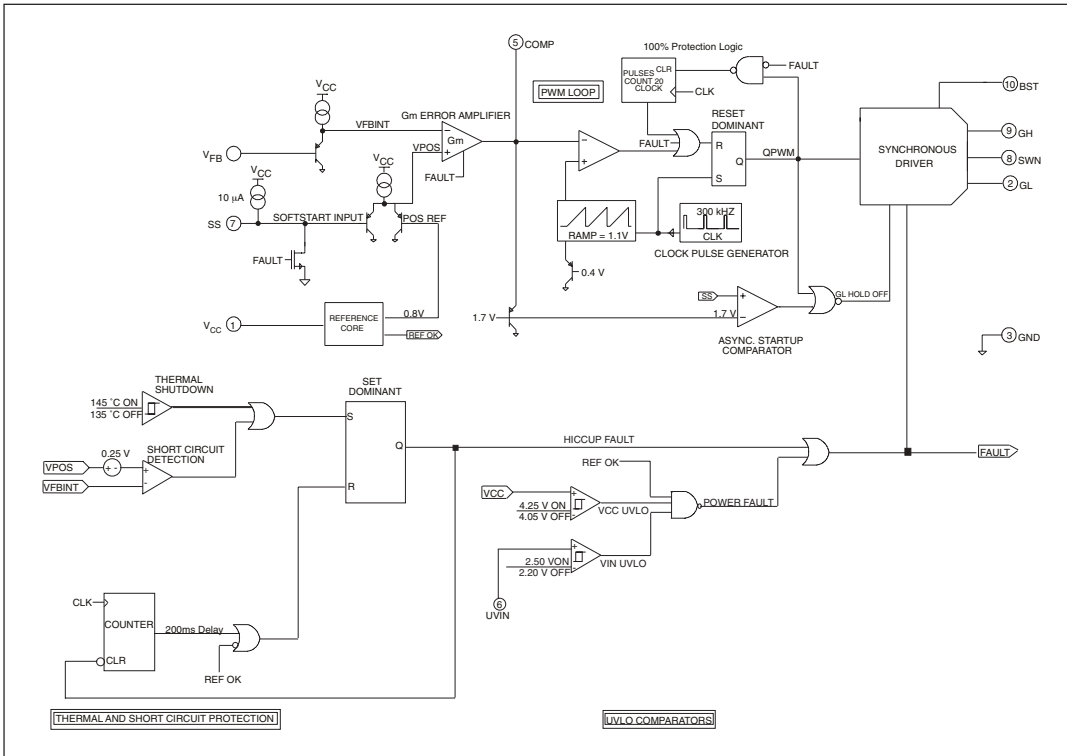 5 COMP
100% Protection Logic
CLR
PULSES
COUNT 20
CLOCK
FAULT
CLK
PWM LOOP
10 BST
VCC
Gm ERROR AMPLIFIER
VFBINT
−
Gm
+
VPOS
VCC
VFB
FAULT
−
+
FAULT
RESET
DOMINANT
R
Q
S
QPWM
SYNCHRONOUS
DRIVER
9 GH
8 SWN
2 GL
VCC
10 µA
SS 7
SOFTSTART INPUT
POS REF
FAULT
RAMP = 1.1V
300 kHZ
CLK
CLOCK PULSE GENERATOR
0.4 V
VCC 1
REFERENCE
CORE
0.8V
REF OK
1.7 V
SS
+
1.7 V
−
GL HOLD OFF
ASYNC. STARTUP
COMPARATOR
3 GND
THERMAL
SHUTDOWN
145 ˚C ON
135 ˚C OFF
SET
DOMINANT
S
Q
R
0.25 V
VPOS
+ -
+
-
VFBINT
SHORT CIRCUIT
DETECTION
HICCUP FAULT
FAULT
REF OK
VCC
+
4.25 V ON
4.05 V OFF
-
VCC UVLO
POWER FAULT
+
2.50 VON
2.20 V OFF
-
VIN UVLO
6
UVIN
CLK
COUNTER
CLR
200ms Delay
REF OK
THERMAL AND SHORT CIRCUIT PROTECTION
UVLO COMPARATORS